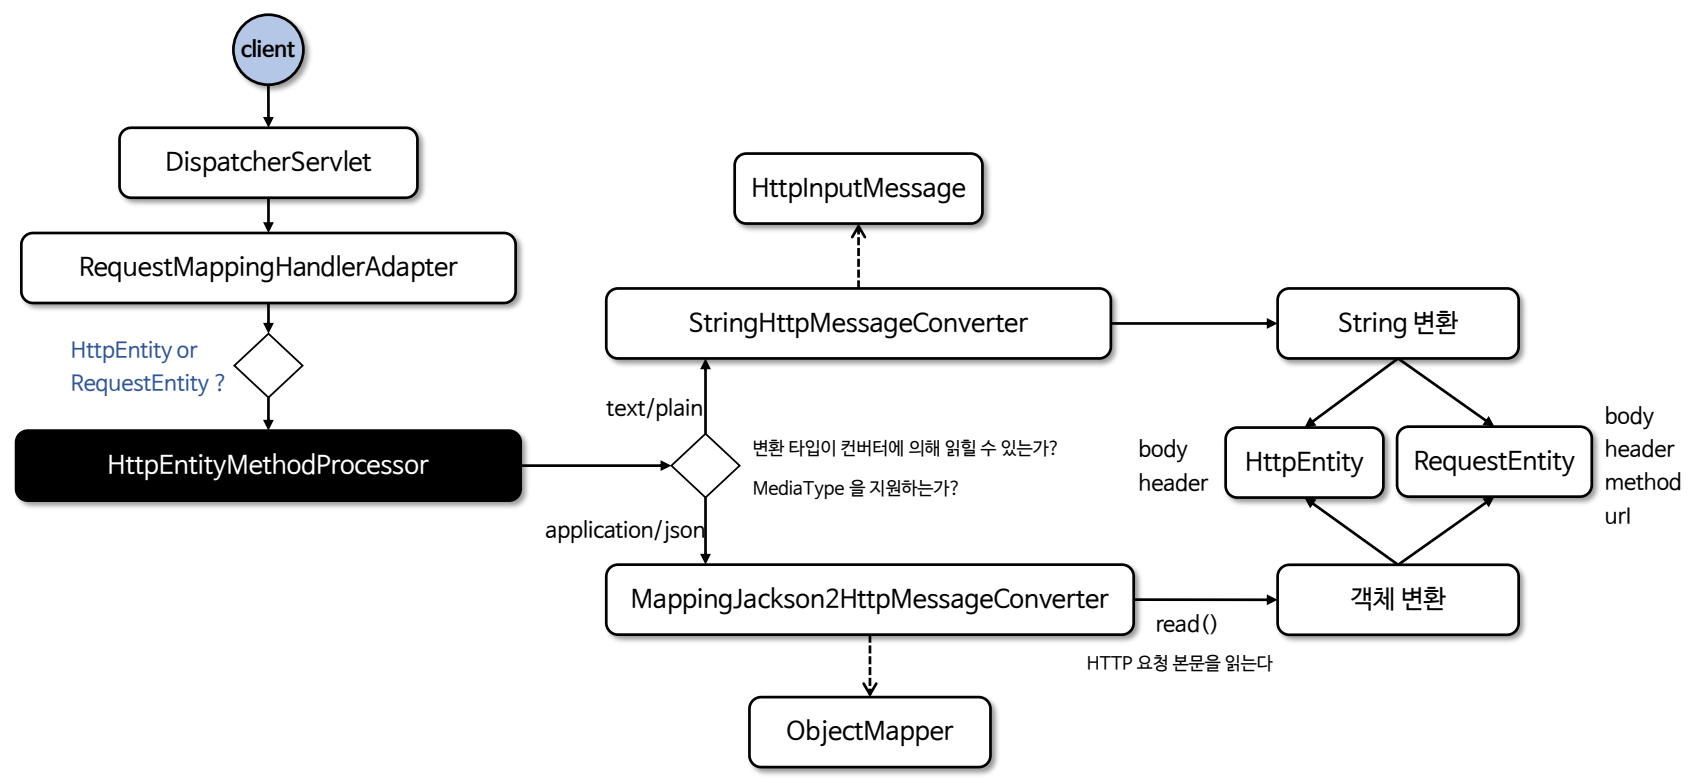 client
DispatcherServlet
RequestMappingHandlerAdapter
HttpEntity or
RequestEntity ?
HttpEntityMethodProcessor
HttpInputMessage
StringHttpMessageConverter
text/plain
변환 타입이 컨버터에 의해 읽힐 수 있는가?
MediaType 을 지원하는가?
application/json
MappingJackson2HttpMessageConverter
ObjectMapper
read()
HTTP 요청 본문을 읽는다
String 변환
body
header
HttpEntity
RequestEntity
body
header
method
url
객체 변환